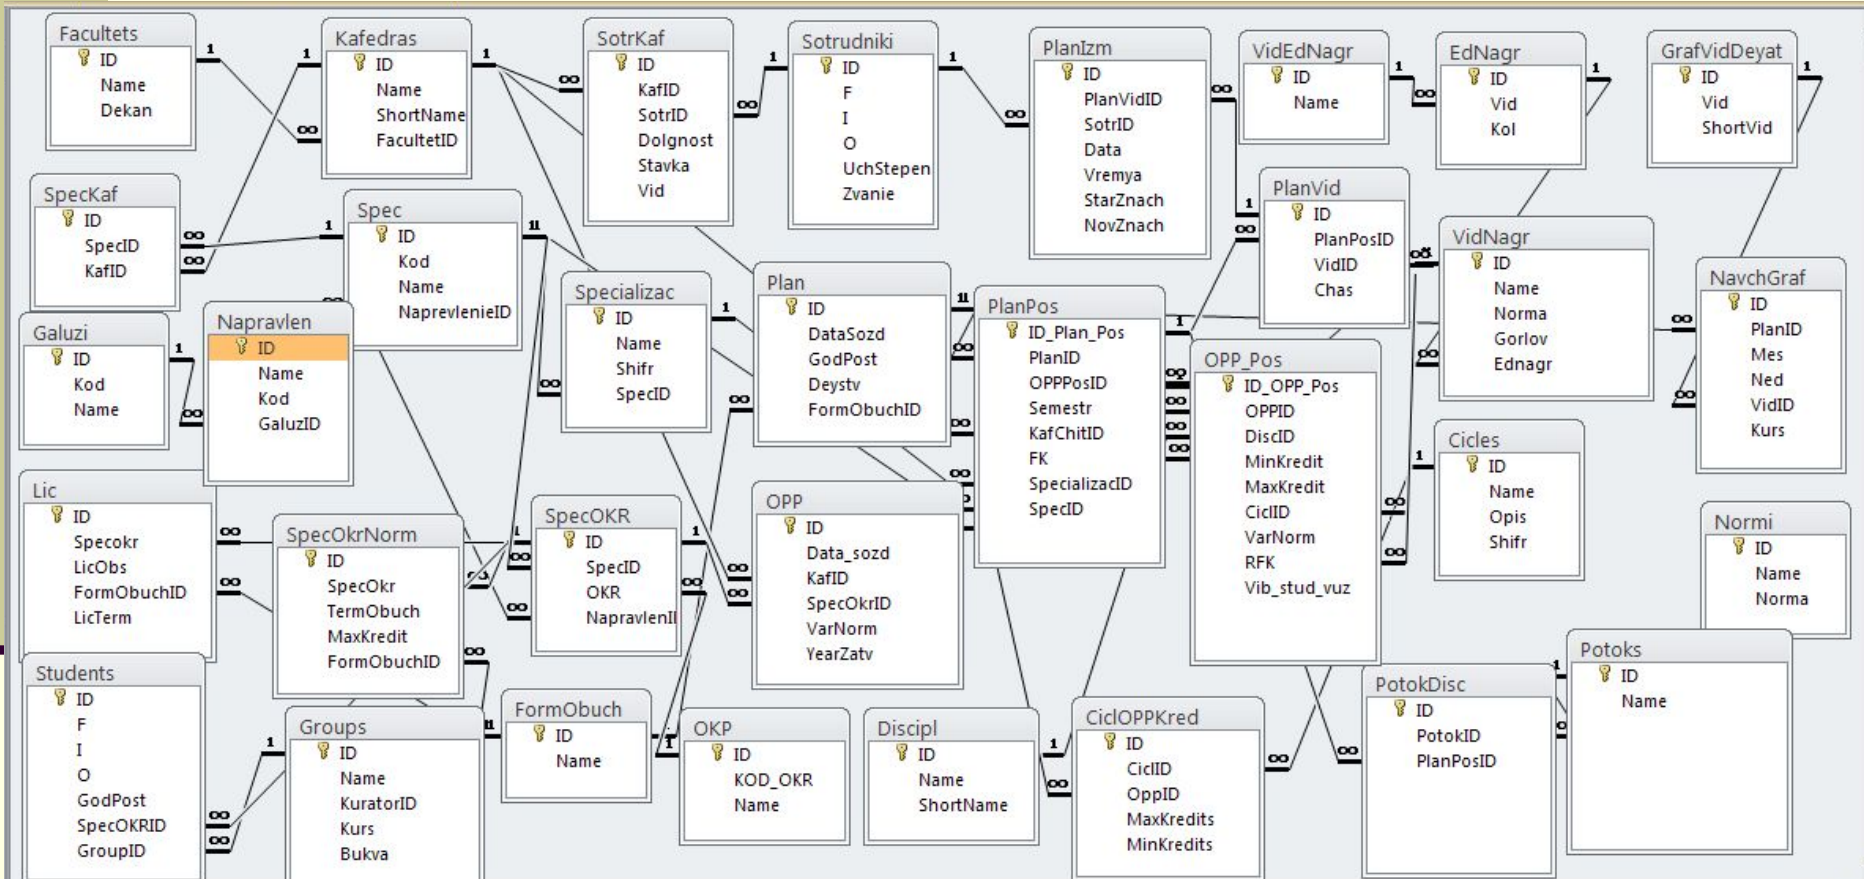 Facultets
ID
Name
Dekan
Kafedras
ID
Name
ShortName
FacultetID
SotrKaf
ID
KafID
SotrID
Dolgnost
Stavka
Vid
Sotrudniki
ID
F
I
O
UchStepen
Zvanie
PlanIzm
ID
PlanVidID
SotrID
Data
Vremya
StarZnach
NovZnach
VidEdNagr
ID
Name
EdNagr
ID
Vid
Kol
GrafVidDeyat
ID
Vid
ShortVid
SpecKaf
ID
SpecID
KafID
Spec
ID
Kod
Name
NaprevlenieID
PlanVid
ID
PlanPosID
VidID
Chas
VidNagr
ID
Name
Norma
Gorlov
Ednagr
NavchGraf
ID
PlanID
Mes
Ned
VidID
Kurs
Galuzi
ID
Kod
Name
Napravlen
ID
Name
Kod
GaluzID
Specializac
ID
Name
Shifr
SpecID
Plan
ID
DataSozd
GodPost
Deystv
FormObuchID
PlanPos
ID_Plan_Pos
PlanID
OPPPosID
Semestr
KafChitID
FK
SpecializacID
SpecID
OPP_Pos
ID_OPP_Pos
OPPID
DiscID
MinKredit
MaxKredit
CiclID
VarNorm
RFK
Vib_stud_vuz
Cicles
ID
Name
Opis
Shifr
Lic
ID
Specokr
LicObs
FormObuchID
LicTerm
SpecOkrNorm
ID
SpecOkr
TermObuch
MaxKredit
FormObuchID
SpecOKR
ID
SpecID
OKR
OPP
ID
Data_sozd
KafID
SpecOkrID
VarNorm
YearZatv
Normi
ID
Name
Norma
Students
ID
F
I
O
GodPost
SpecOKRID
GroupID
Groups
ID
Name
KuratorID
Kurs
Bukva
FormObuch
ID
Name
OKP
ID
KOD_OKR
Name
Discipl
ID
Name
ShortName
CiclOPPKred
ID
CiclID
OppID
MaxKredits
MinKredits
PotokDisc
ID
PotokID
PlanPosID
Potoks
ID
Name